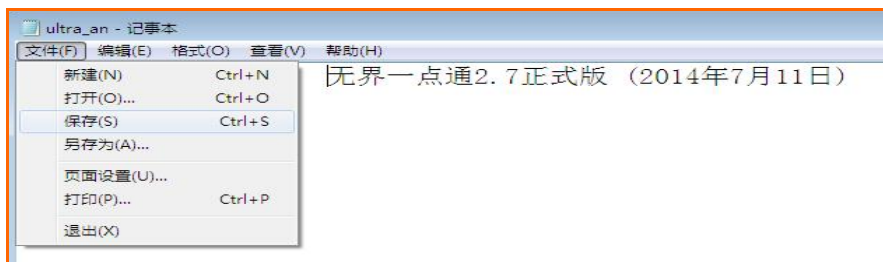 ultra_an - 记事本
文件(F) 编辑(E) 格式(O) 查看(V) 帮助(H)
无界一点通2.7正式版 (2014年7月11日)
新建(N) Ctrl+N
打开(O)... Ctrl+O
保存(S) Ctrl+S
另存为(A)...
页面设置(U)...
打印(P)... Ctrl+P
退出(X)